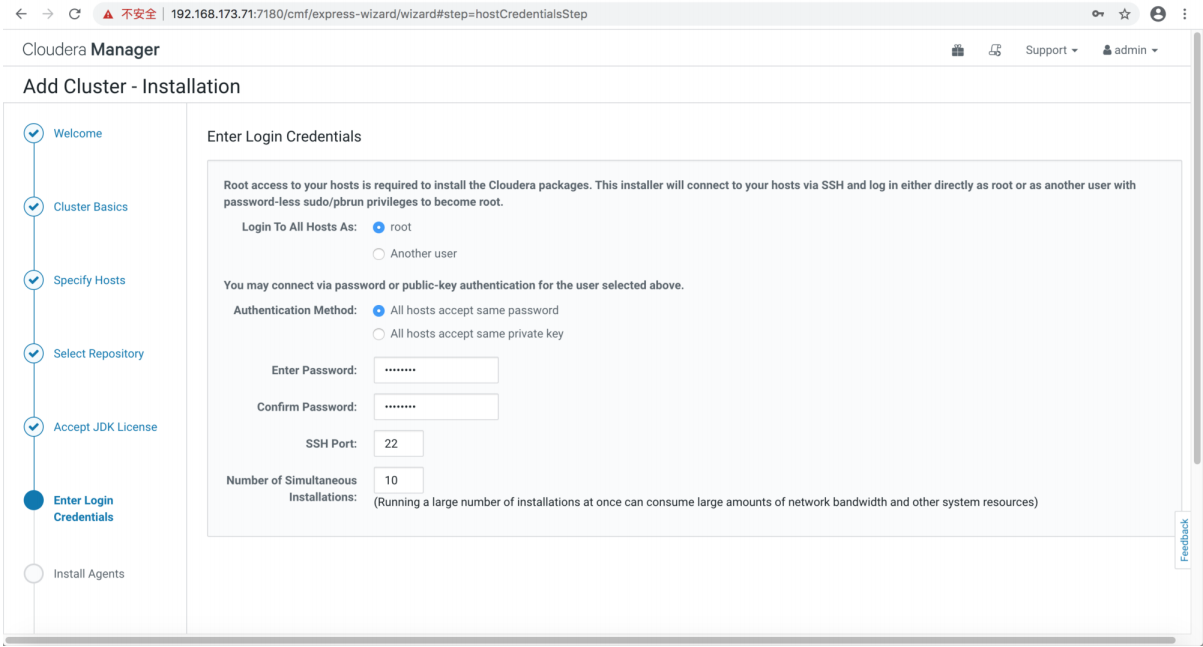 不安全 192.168.173.71:7180/cmf/express-wizard/wizard#step=hostCredentialsStep
Cloudera Manager
Support
admin
Add Cluster - Installation
Welcome
Cluster Basics
Specify Hosts
Select Repository
Accept JDK License
Enter Login
Credentials
Install Agents
Enter Login Credentials
Root access to your hosts is required to install the Cloudera packages. This installer will connect to your hosts via SSH and log in either directly as root or as another user with
password-less sudo/pbrun privileges to become root.
Login To All Hosts As: root
Another user
You may connect via password or public-key authentication for the user selected above.
Authentication Method: All hosts accept same password
All hosts accept same private key
Enter Password: ••••••••
Confirm Password: ••••••••
SSH Port: 22
Number of Simultaneous 10
Installations:
(Running a large number of installations at once can consume large amounts of network bandwidth and other system resources)
Feedback